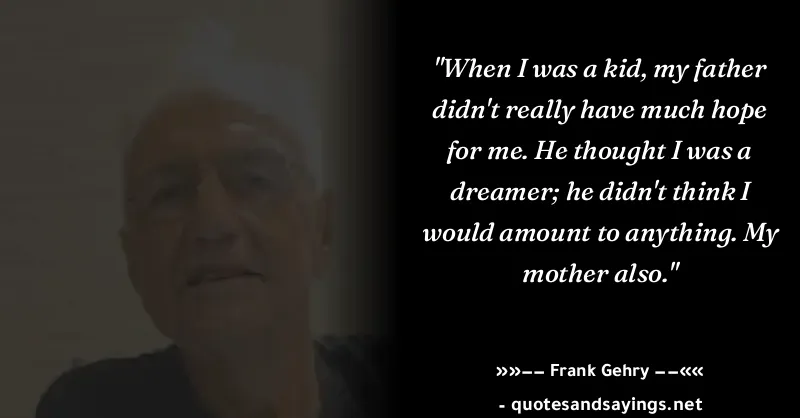 "When I was a kid, my father
didn't really have much hope
for me. He thought I was a
dreamer; he didn't think I
would amount to anything. My
mother also."
»»−− Frank Gehry −−««
- quotesandsayings.net